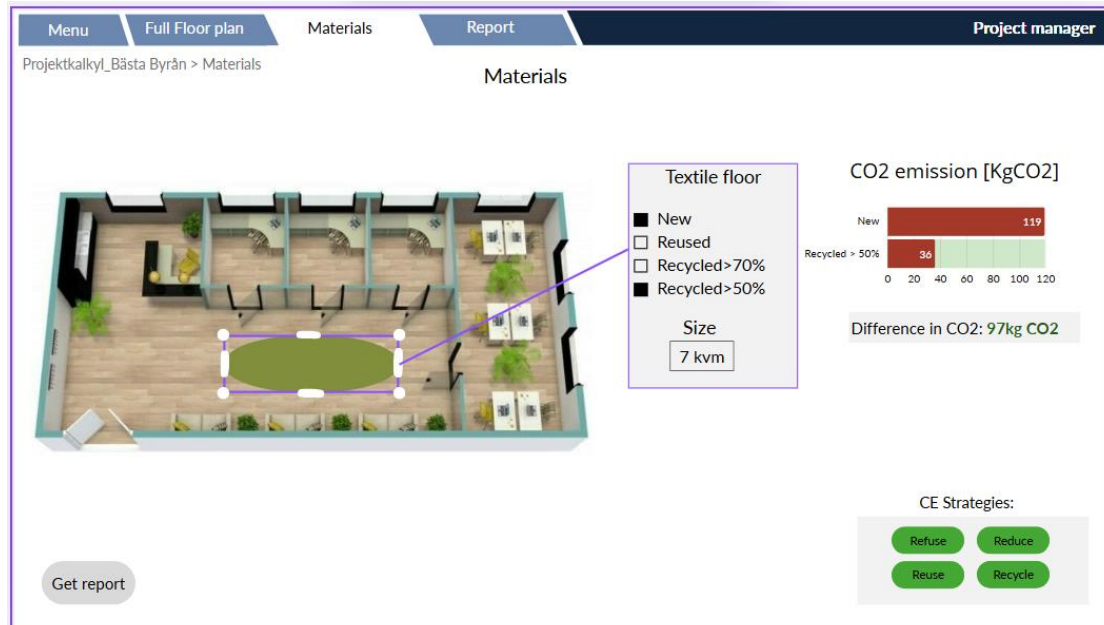 Menu
Full Floor plan
Materials
Report
Project manager
Projektkalkyl_Bästa Byrån > Materials
Materials
Textile floor
New
Reused
Recycled>70%
Recycled>50%
Size
7 kvm
CO2 emission [KgCO2]
New 119
Recycled > 50% 36
0 20 40 60 80 100 120
Difference in CO2: 97kg CO2
CE Strategies:
Refuse Reduce
Reuse Recycle
Get report